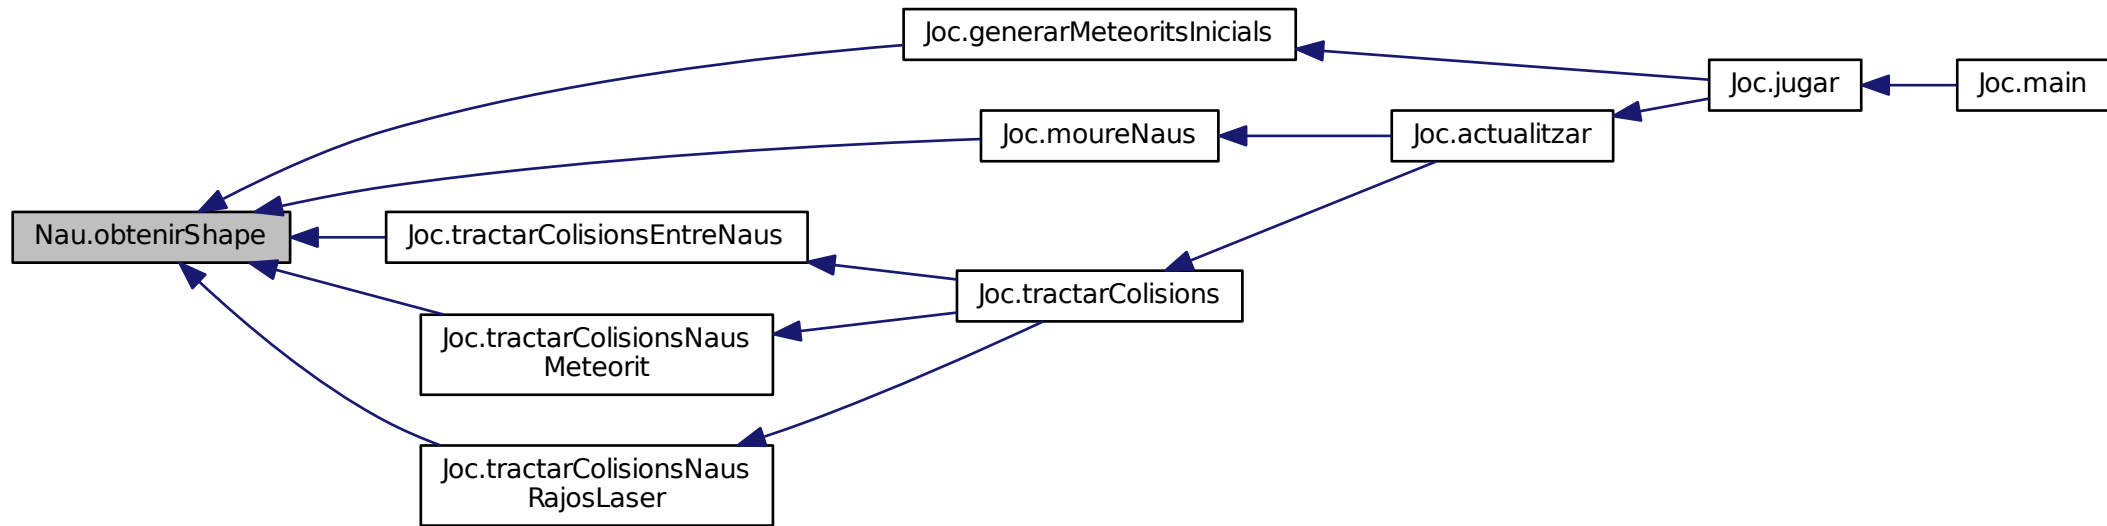 Joc.generarMeteoritsInicials
Joc.jugar
Joc.main
Joc.moureNaus
Joc.actualitzar
Nau.obtenirShape
Joc.tractarColisionsEntreNaus
Joc.tractarColisions
Joc.tractarColisionsNaus
Meteorit
Joc.tractarColisionsNaus
RajosLaser